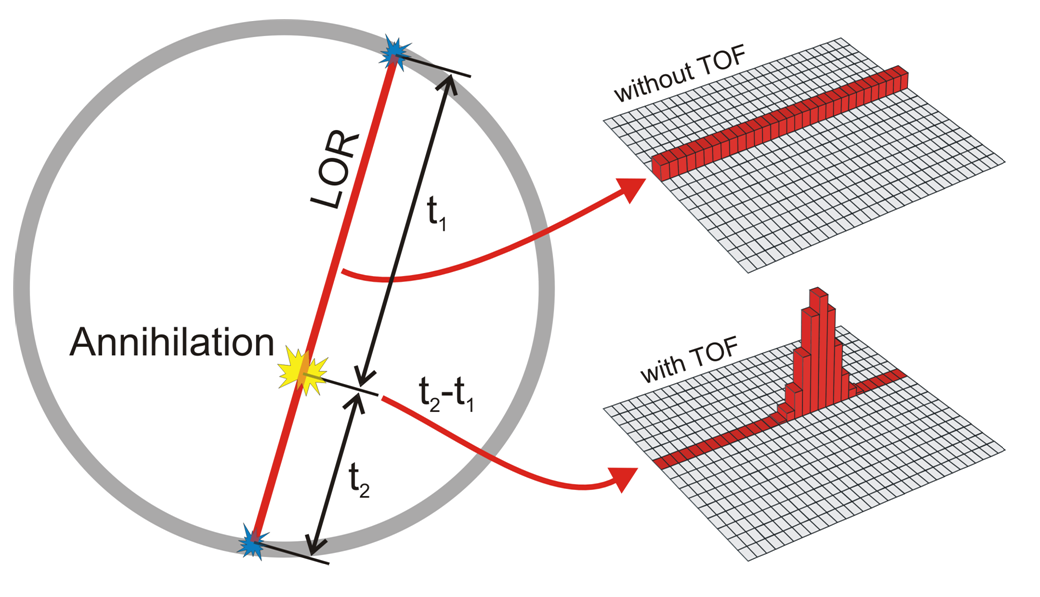 LOR
t₁
Annihilation
t₂-t₁
t₂
without TOF
with TOF